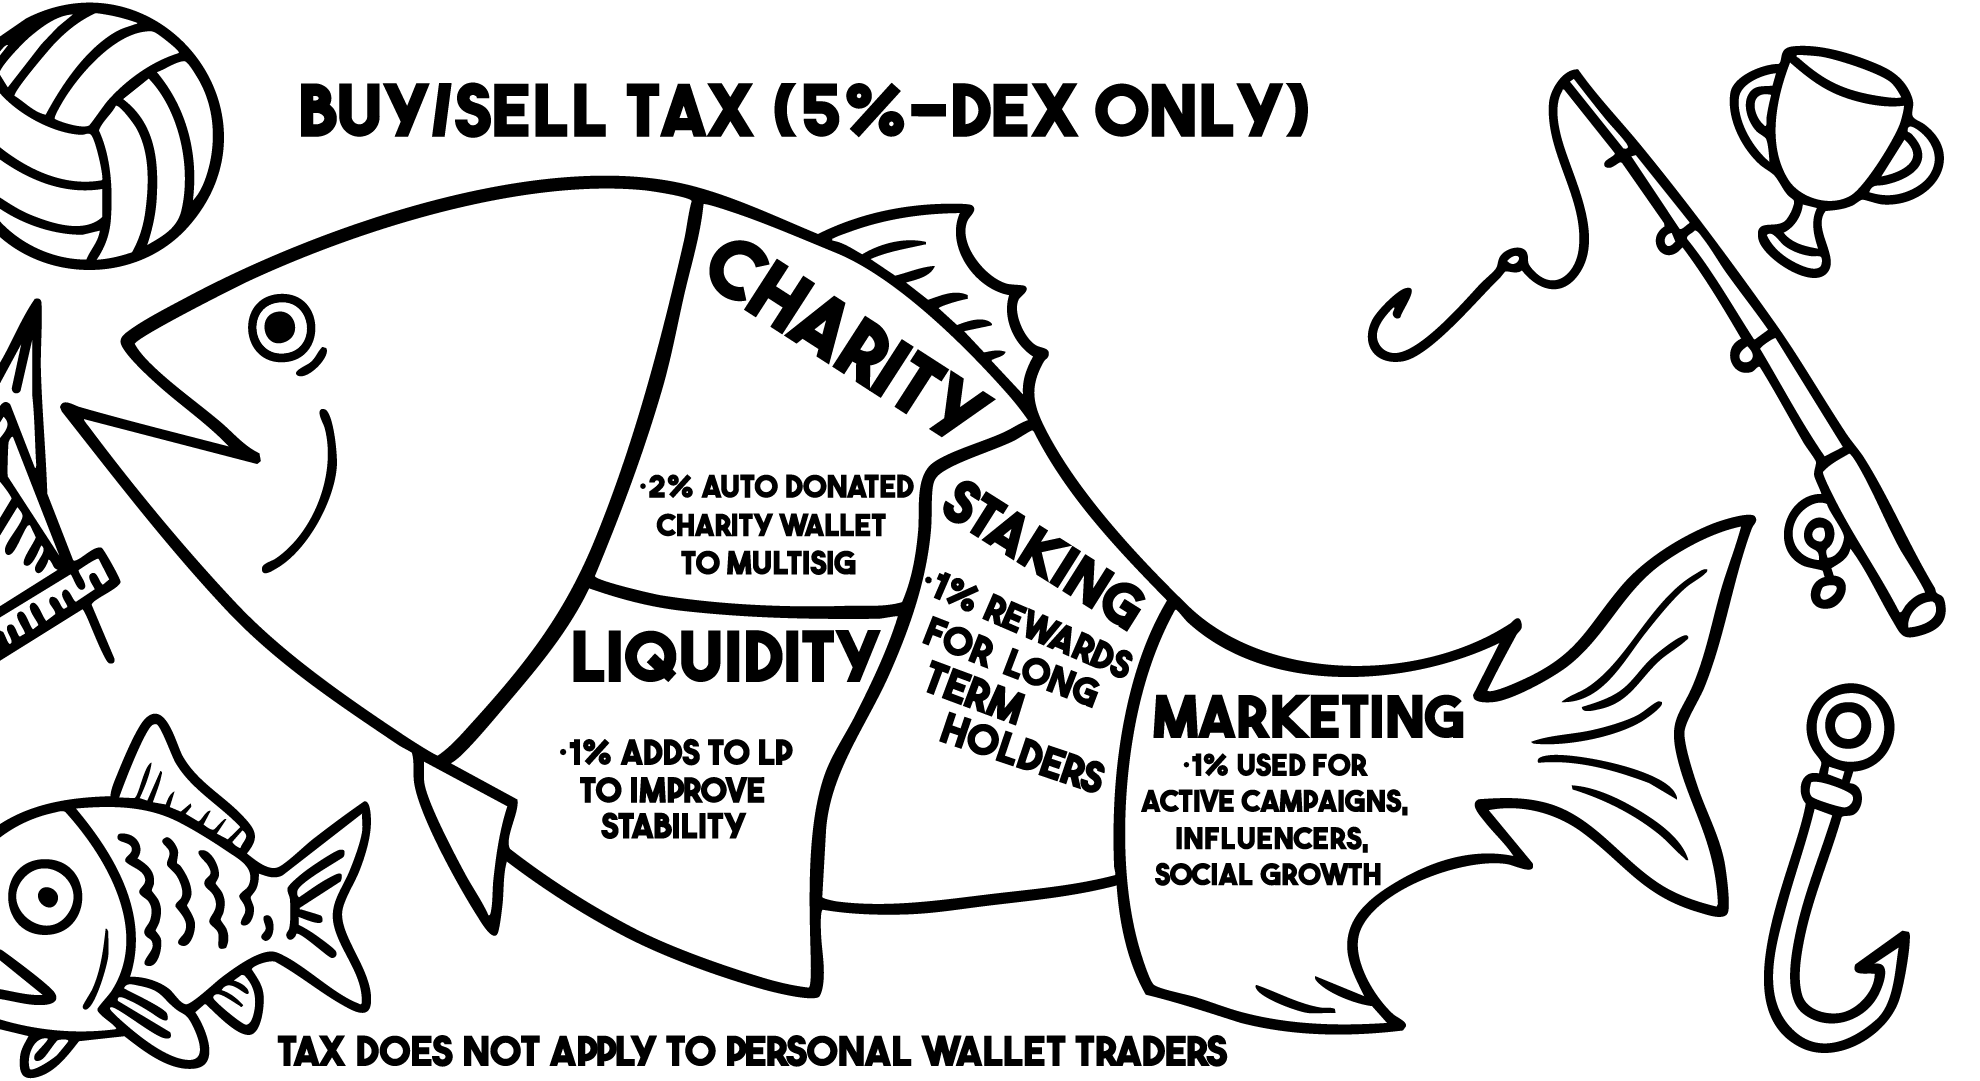 BUY/SELL TAX (5%-DEX ONLY)
CHARITY
·2% AUTO DONATED
CHARITY WALLET
TO MULTISIG
LIQUIDITY
·1% ADDS TO LP
TO IMPROVE
STABILITY
STAKING
·1% REWARDS
FOR LONG
TERM
HOLDERS
MARKETING
·1% USED FOR
ACTIVE CAMPAIGNS,
INFLUENCERS,
SOCIAL GROWTH
TAX DOES NOT APPLY TO PERSONAL WALLET TRADERS